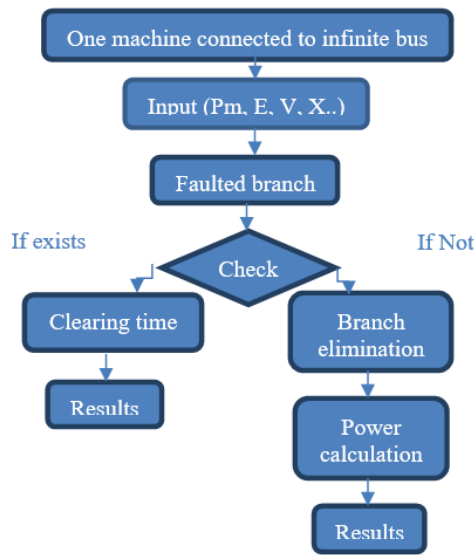 One machine connected to infinite bus
Input (Pm, E, V, X..)
Faulted branch
If exists
If Not
Check
Clearing time
Branch
elimination
Results
Power
calculation
Results